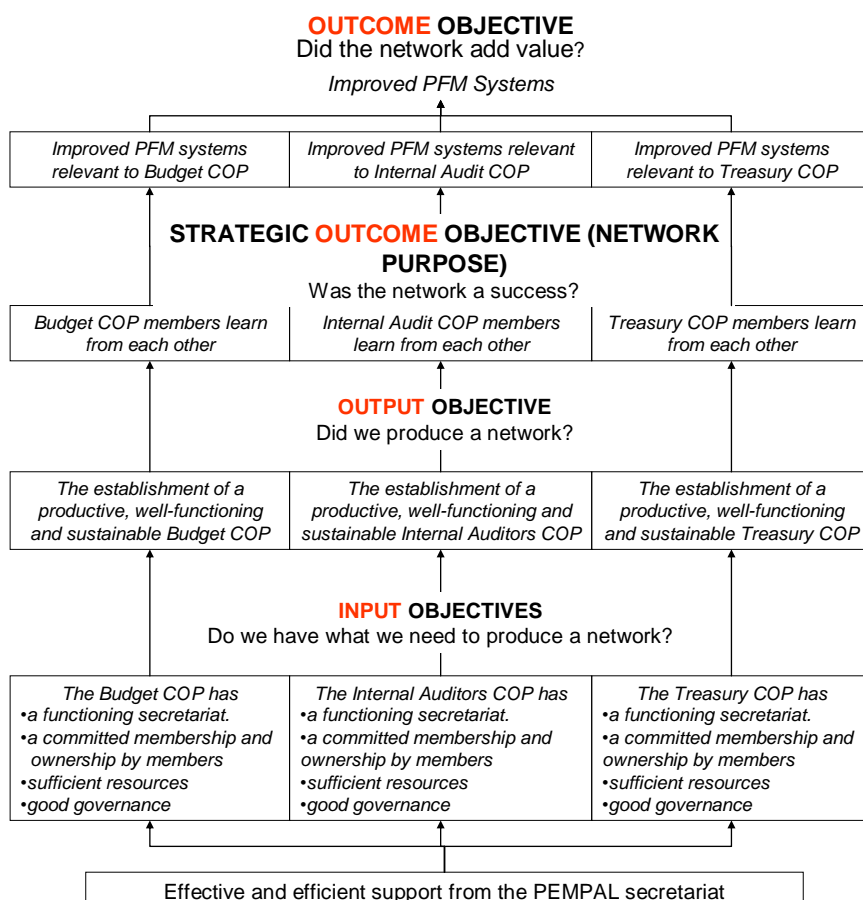 OUTCOME OBJECTIVE
Did the network add value?
Improved PFM Systems
Improved PFM systems
relevant to Budget COP
Improved PFM systems relevant
to Internal Audit COP
Improved PFM systems
relevant to Treasury COP
STRATEGIC OUTCOME OBJECTIVE (NETWORK
PURPOSE)
Was the network a success?
Budget COP members learn
from each other
Internal Audit COP members
learn from each other
Treasury COP members learn
from each other
OUTPUT OBJECTIVE
Did we produce a network?
The establishment of a
productive, well-functioning
and sustainable Budget COP
The establishment of a
productive, well-functioning and
sustainable Internal Auditors COP
The establishment of a
productive, well-functioning
and sustainable Treasury COP
INPUT OBJECTIVES
Do we have what we need to produce a network?
The Budget COP has
•a functioning secretariat.
•a committed membership and
ownership by members
•sufficient resources
•good governance
The Internal Auditors COP has
•a functioning secretariat.
•a committed membership and
ownership by members
•sufficient resources
•good governance
The Treasury COP has
•a functioning secretariat.
•a committed membership and
ownership by members
•sufficient resources
•good governance
Effective and efficient support from the PEMPAL secretariat